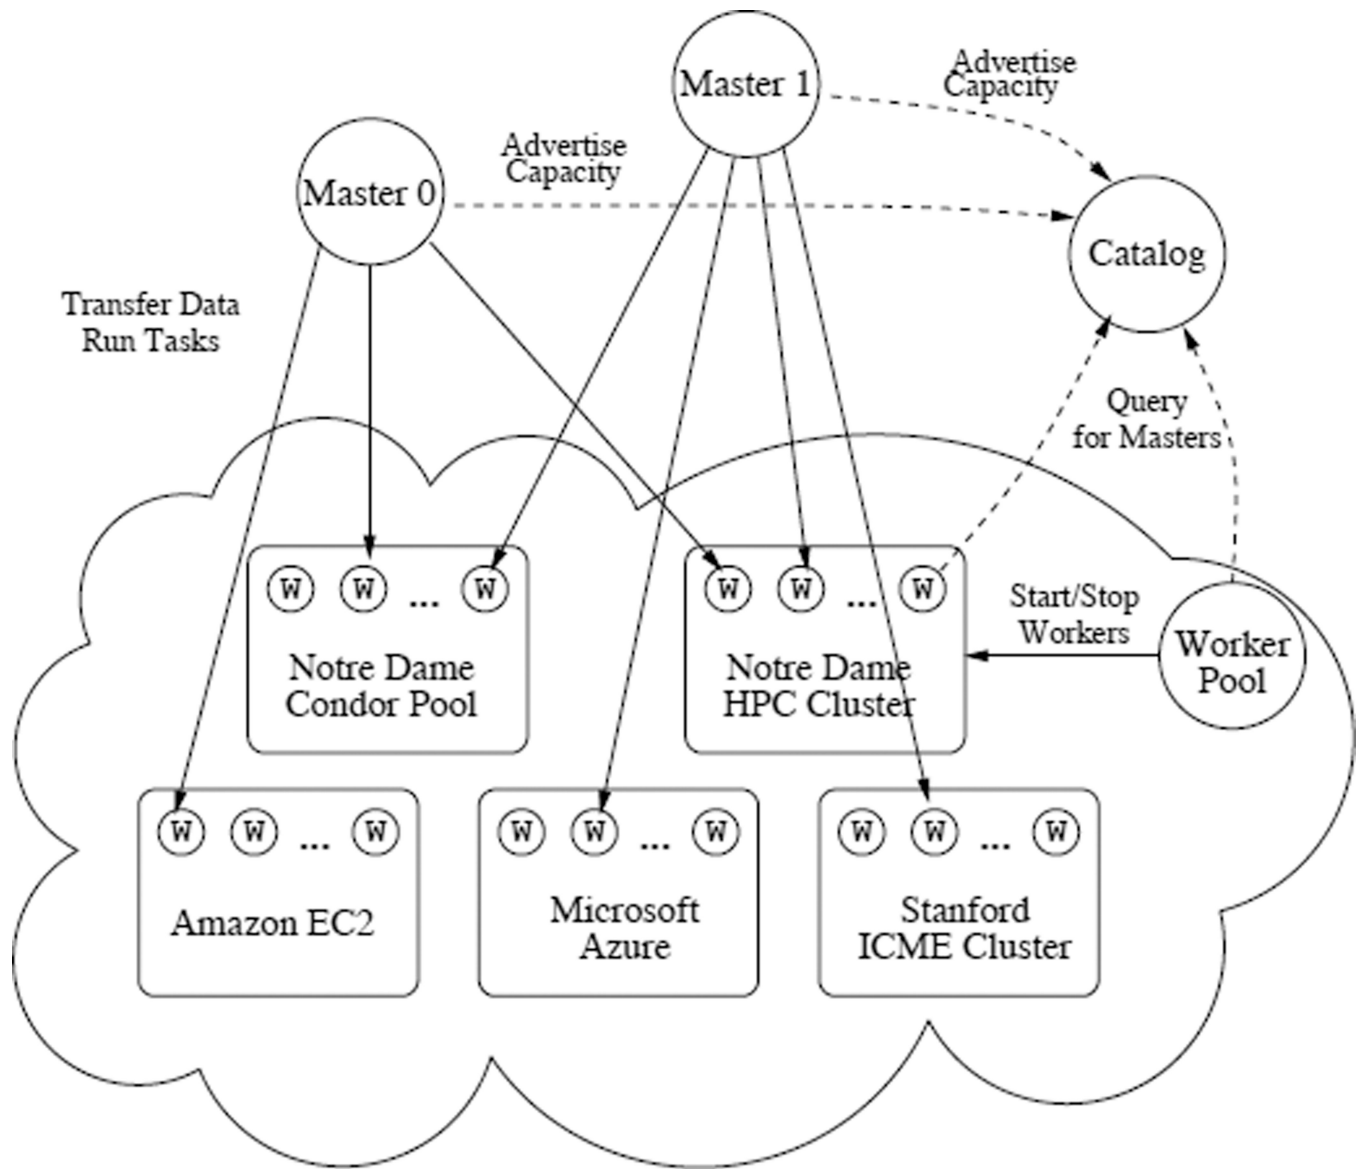 Master 1
Advertise
Capacity
Advertise
Capacity
Master 0
Catalog
Transfer Data
Run Tasks
Query
for Masters
W W ... W
Notre Dame
Condor Pool
W W ... W
Notre Dame
HPC Cluster
Start/Stop
Workers
Worker
Pool
W W ... W
Amazon EC2
W W ... W
Microsoft
Azure
W W ... W
Stanford
ICME Cluster